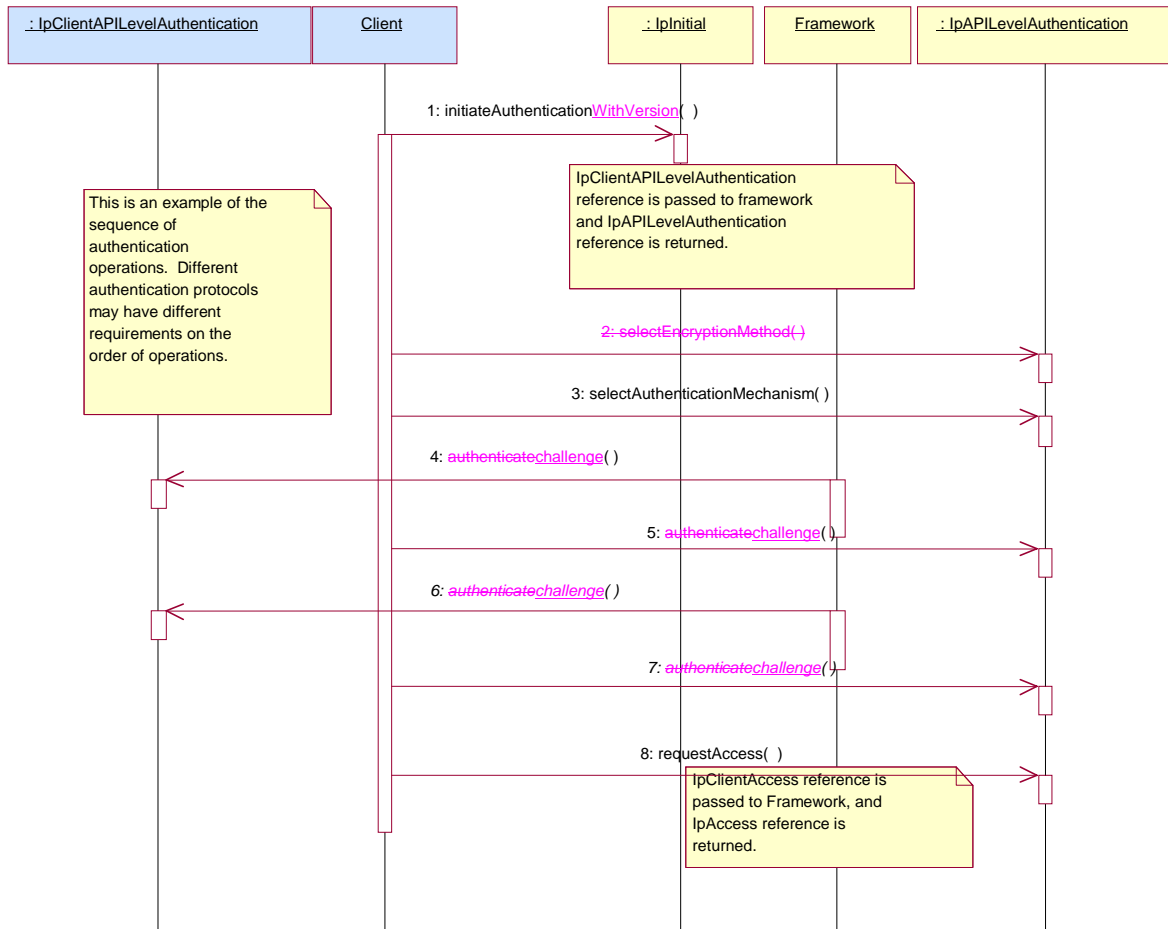 : IpClientAPILevelAuthentication
Client
: IpInitial
Framework
: IpAPILevelAuthentication
1: initiateAuthenticationWithVersion( )
IpClientAPILevelAuthentication
reference is passed to framework
and IpAPILevelAuthentication
reference is returned.
This is an example of the
sequence of
authentication
operations. Different
authentication protocols
may have different
requirements on the
order of operations.
2: selectEncryptionMethod( )
3: selectAuthenticationMechanism( )
4: authenticatechallenge( )
5: authenticatechallenge( )
6: authenticatechallenge( )
7: authenticatechallenge( )
8: requestAccess( )
IpClientAccess reference is
passed to Framework, and
IpAccess reference is
returned.